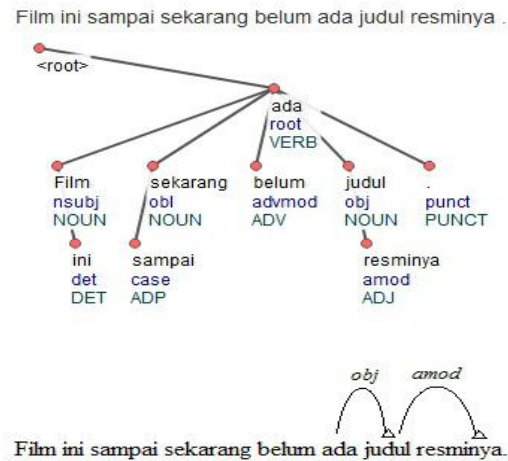 Film ini sampai sekarang belum ada judul resminya .
<root>
ada
root
VERB
Film sekarang belum judul .
nsubj obl advmod obj punct
NOUN NOUN ADV NOUN PUNCT
ini sampai resminya
det case amod
DET ADP ADJ
obj amod
Film ini sampai sekarang belum ada judul resminya.